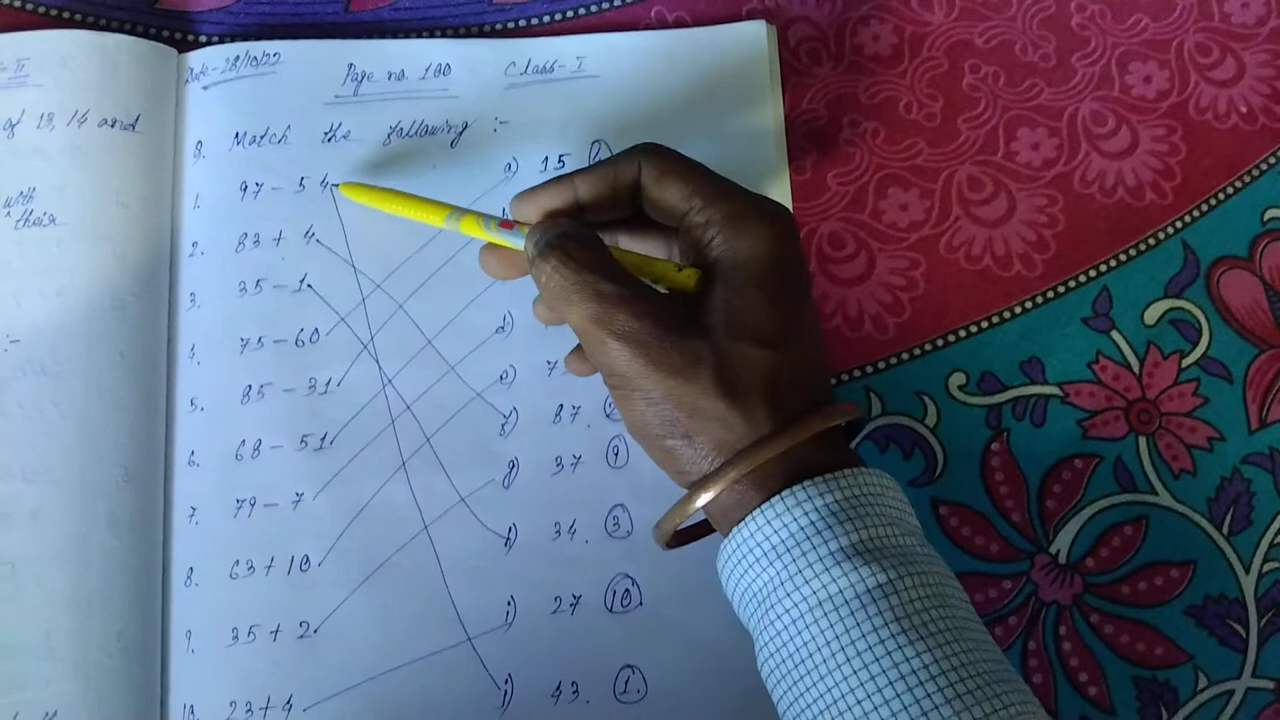 II
of 13, 14 and
with
their
:-
Date-28/10/22 Page no. 100 Class-I
Q. Match the following :-
1. 97 - 54 a) 15
2. 83 + 4
3. 35 - 1
4. 75 - 60 d)
5. 85 - 31 e) 7
6. 68 - 51 f) 87.
7. 79 - 7 g) 37 9
8. 63 + 10 h) 34. 3.
9. 35 + 2 i) 27 10.
10. 23 + 4 j) 43. 1.